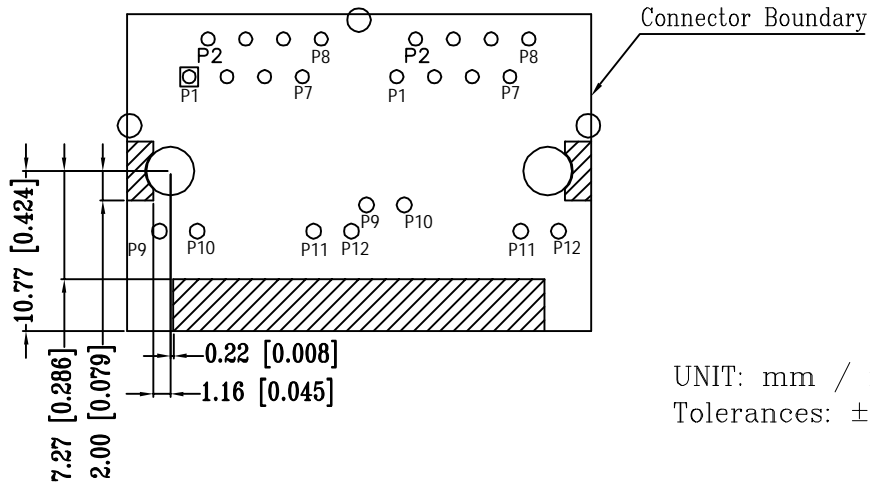 Connector Boundary
P2 P8 P2 P8
P1 P7 P1 P7
P9 P10
P9 P10 P11 P12 P11 P12
10.77 [0.424]
7.27 [0.286]
2.00 [0.079]
0.22 [0.008]
1.16 [0.045]
UNIT: mm /
Tolerances: ±